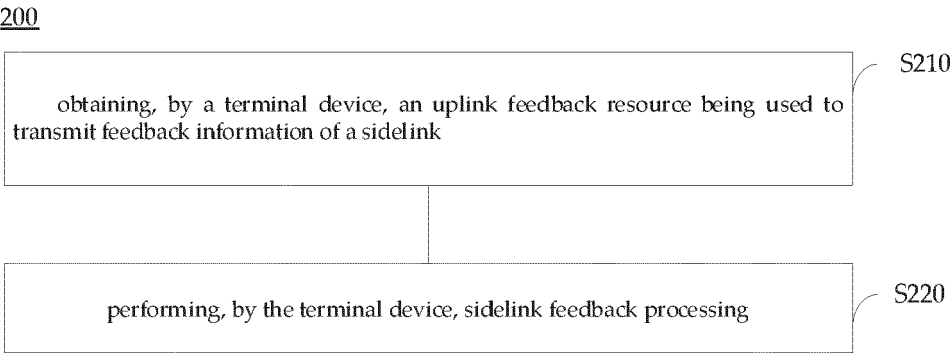 200
S210
obtaining, by a terminal device, an uplink feedback resource being used to
transmit feedback information of a sidelink
S220
performing, by the terminal device, sidelink feedback processing